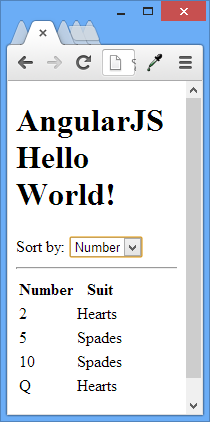 AngularJS
Hello
World!
Sort by: Number
Number Suit
2 Hearts
5 Spades
10 Spades
Q Hearts